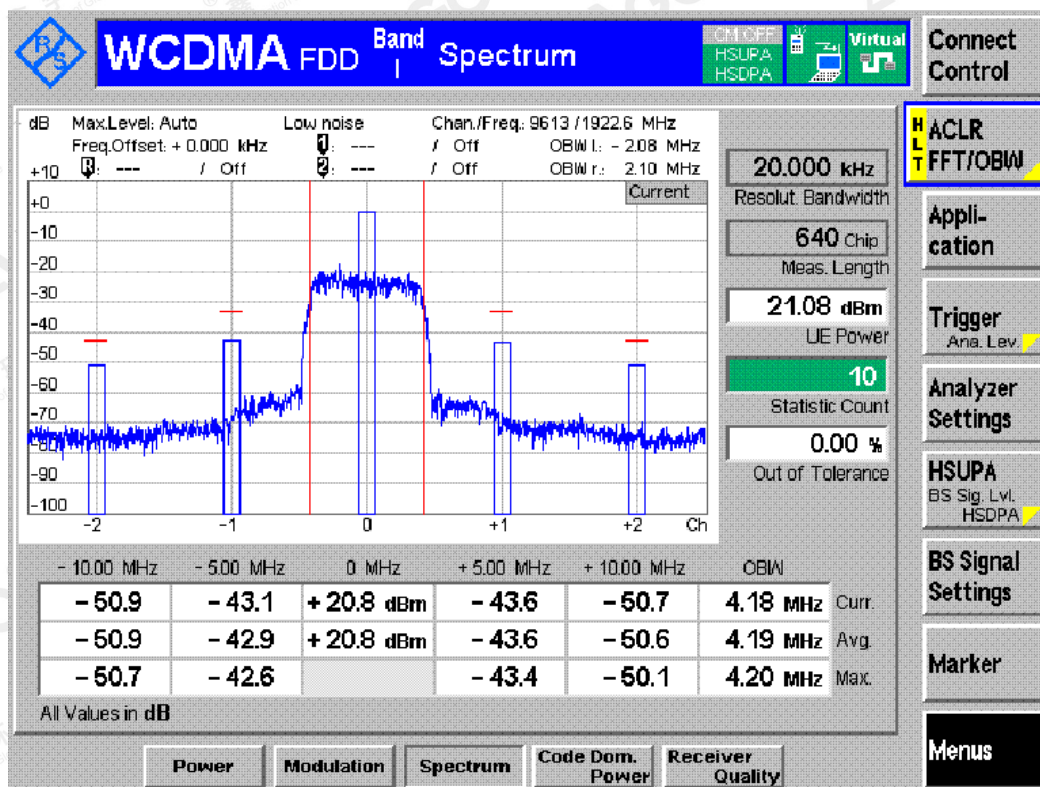 R S
WCDMA FDD Band I Spectrum
HSUPA
HSDPA
Virtual
Connect Control
dB Max.Level: Auto Low noise Chan./Freq.: 9613 / 1922.6 MHz
Freq.Offset: + 0.000 kHz 1: --- / Off OBW l.: - 2.08 MHz
R: --- / Off 2: --- / Off OBW r.: 2.10 MHz
Current
+10
+0
-10
-20
-30
-40
-50
-60
-70
-80
-90
-100
-2 -1 0 +1 +2 Ch
20.000 kHz
Resolut. Bandwidth
640 Chip
Meas. Length
21.08 dBm
UE Power
10
Statistic Count
0.00 %
Out of Tolerance
HLT
ACLR
FFT/OBW
Appli-
cation
Trigger
Ana. Lev.
Analyzer
Settings
HSUPA
BS Sig. Lvl.
HSDPA
BS Signal
Settings
Marker
Menus
- 10.00 MHz - 5.00 MHz 0 MHz + 5.00 MHz + 10.00 MHz OBW
- 50.9 - 43.1 + 20.8 dBm - 43.6 - 50.7 4.18 MHz Curr.
- 50.9 - 42.9 + 20.8 dBm - 43.6 - 50.6 4.19 MHz Avg.
- 50.7 - 42.6 - 43.4 - 50.1 4.20 MHz Max.
All Values in dB
Power
Modulation
Spectrum
Code Dom.
Power
Receiver
Quality